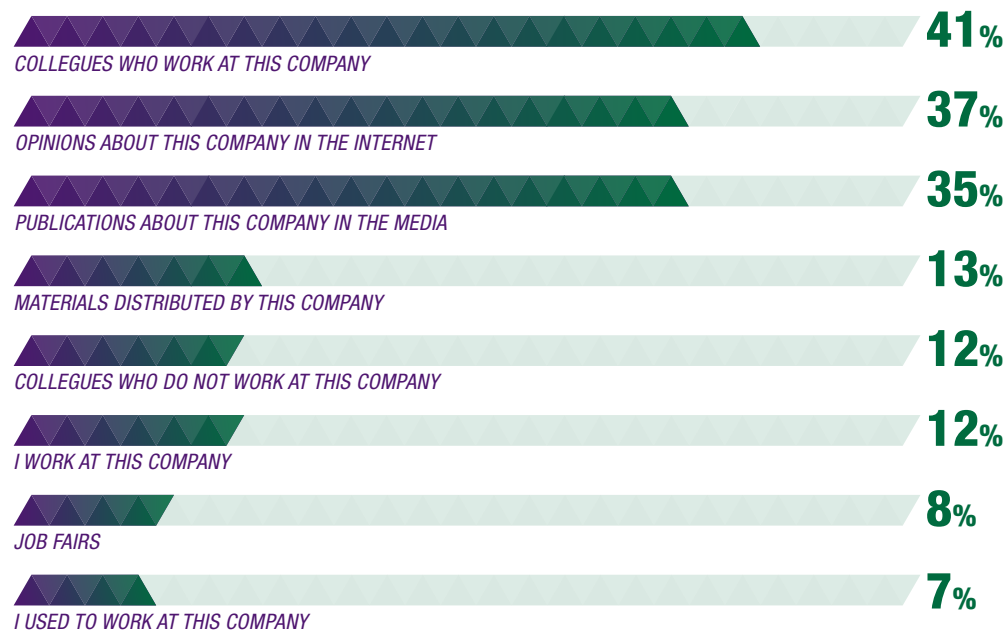 41%
COLLEGUES WHO WORK AT THIS COMPANY
37%
OPINIONS ABOUT THIS COMPANY IN THE INTERNET
35%
PUBLICATIONS ABOUT THIS COMPANY IN THE MEDIA
13%
MATERIALS DISTRIBUTED BY THIS COMPANY
12%
COLLEGUES WHO DO NOT WORK AT THIS COMPANY
12%
I WORK AT THIS COMPANY
8%
JOB FAIRS
7%
I USED TO WORK AT THIS COMPANY